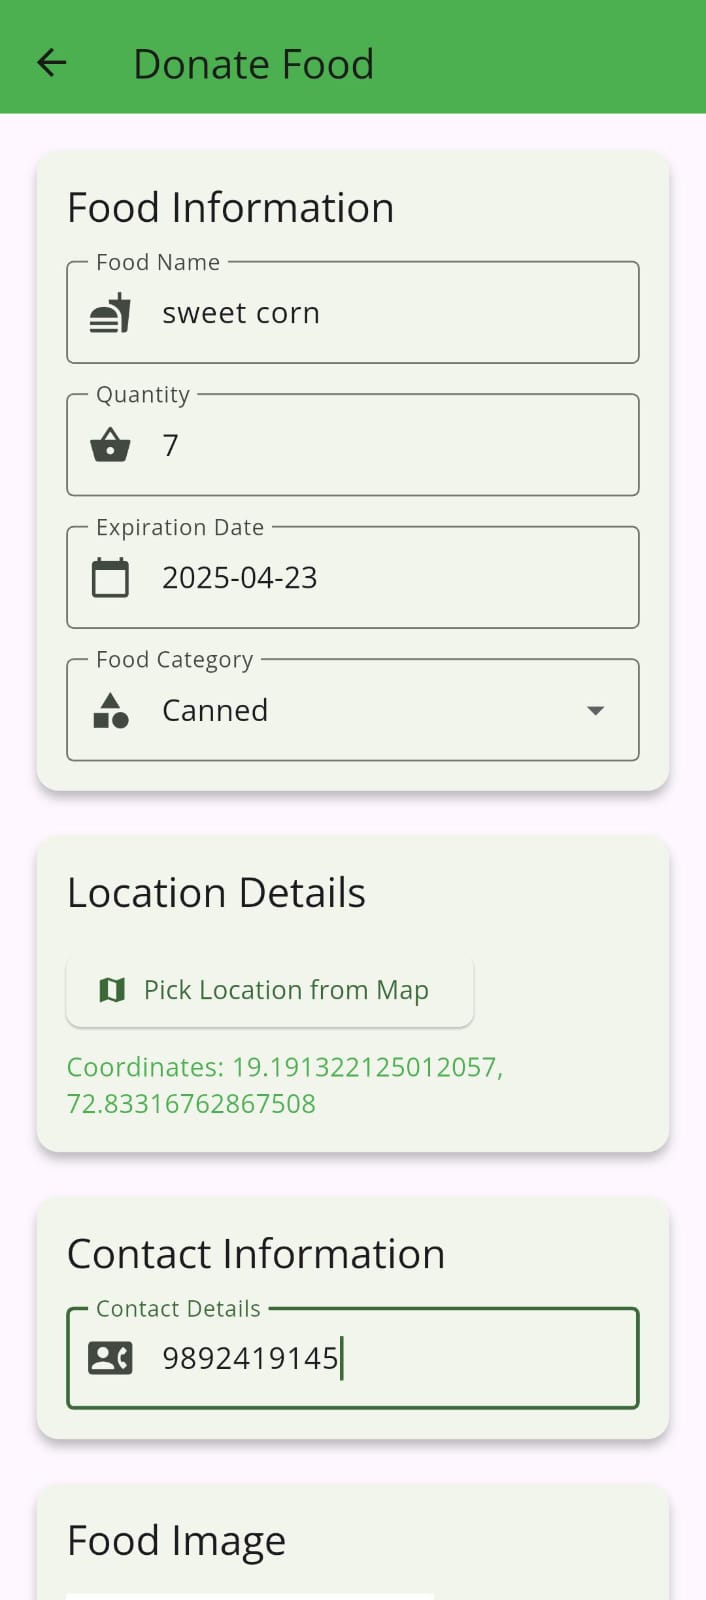 Donate Food
Food Information
Food Name
sweet corn
Quantity
7
Expiration Date
2025-04-23
Food Category
Canned
Location Details
Pick Location from Map
Coordinates: 19.191322125012057,
72.83316762867508
Contact Information
Contact Details
9892419145
Food Image